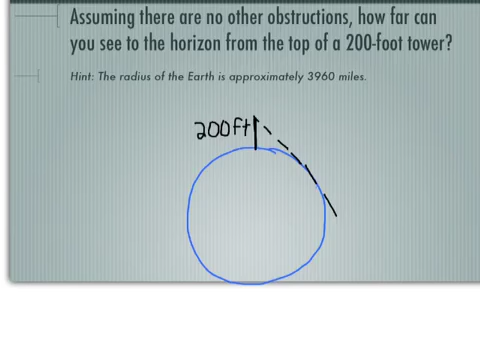 Assuming there are no other obstructions, how far can
you see to the horizon from the top of a 200-foot tower?
Hint: The radius of the Earth is approximately 3960 miles.
200ft